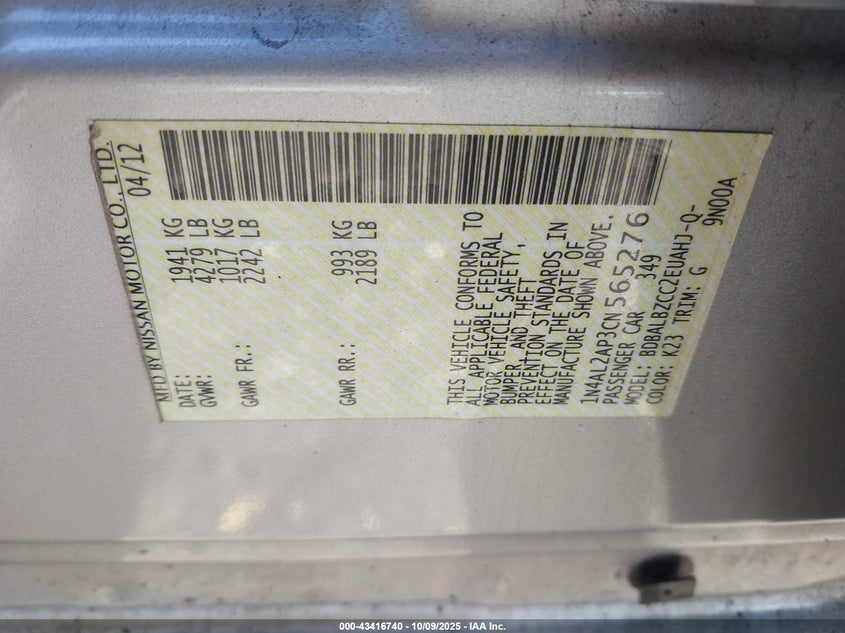 MFD BY NISSAN MOTOR CO., LTD.
DATE: 04/12
GVWR: 1941 KG
4279 LB
GAWR FR.: 1017 KG
2242 LB
GAWR RR.: 993 KG
2189 LB
THIS VEHICLE CONFORMS TO
ALL APPLICABLE FEDERAL
MOTOR VEHICLE SAFETY,
BUMPER, AND THEFT
PREVENTION STANDARDS IN
EFFECT ON THE DATE OF
MANUFACTURE SHOWN ABOVE.
1N4AL2AP3CN565276
PASSENGER CAR 349
MODEL: BDBALBZCC2EUAHJ-Q-
COLOR: K23 TRIM: G 9N00A
000-43416740 - 10/09/2025 - IAA Inc.